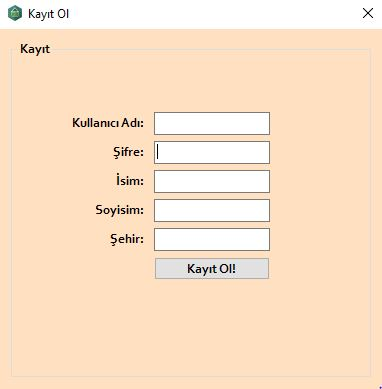 Kayıt Ol
Kayıt
Kullanıcı Adı:
Şifre:
İsim:
Soyisim:
Şehir:
Kayıt Ol!